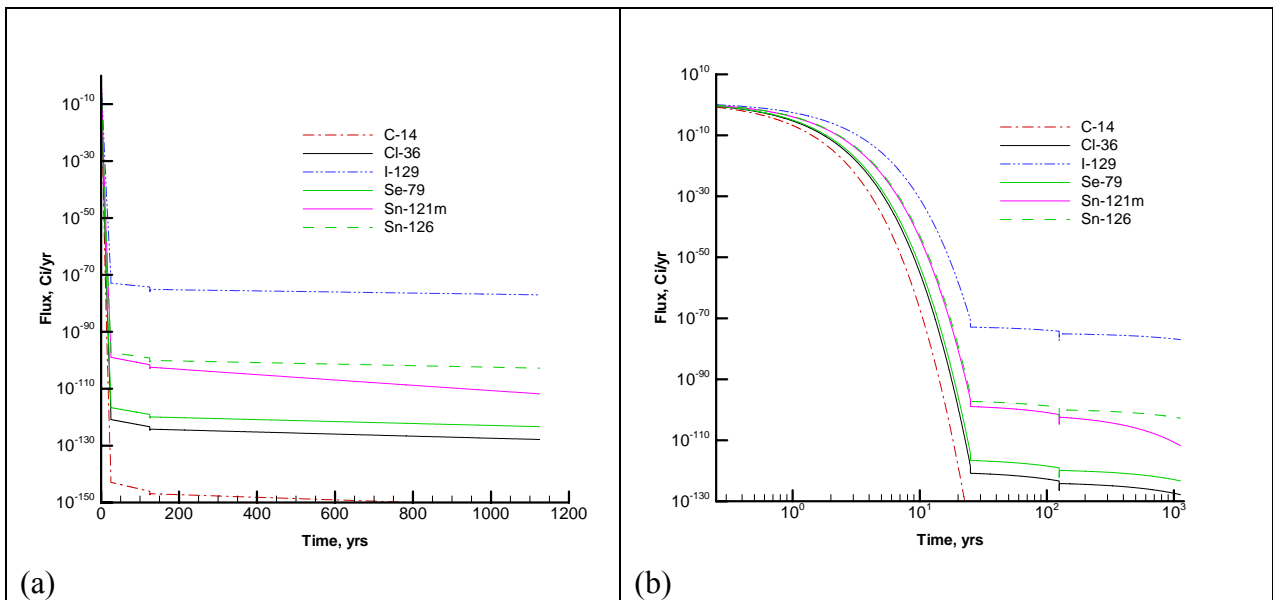 10^-10
10^-30
10^-50
10^-70
10^-90
10^-110
10^-130
10^-150
Flux, Ci/yr
C-14
Cl-36
I-129
Se-79
Sn-121m
Sn-126
0 200 400 600 800 1000 1200
Time, yrs
(a)
10^10
10^-10
10^-30
10^-50
10^-70
10^-90
10^-110
10^-130
Flux, Ci/yr
C-14
Cl-36
I-129
Se-79
Sn-121m
Sn-126
10^0 10^1 10^2 10^3
Time, yrs
(b)